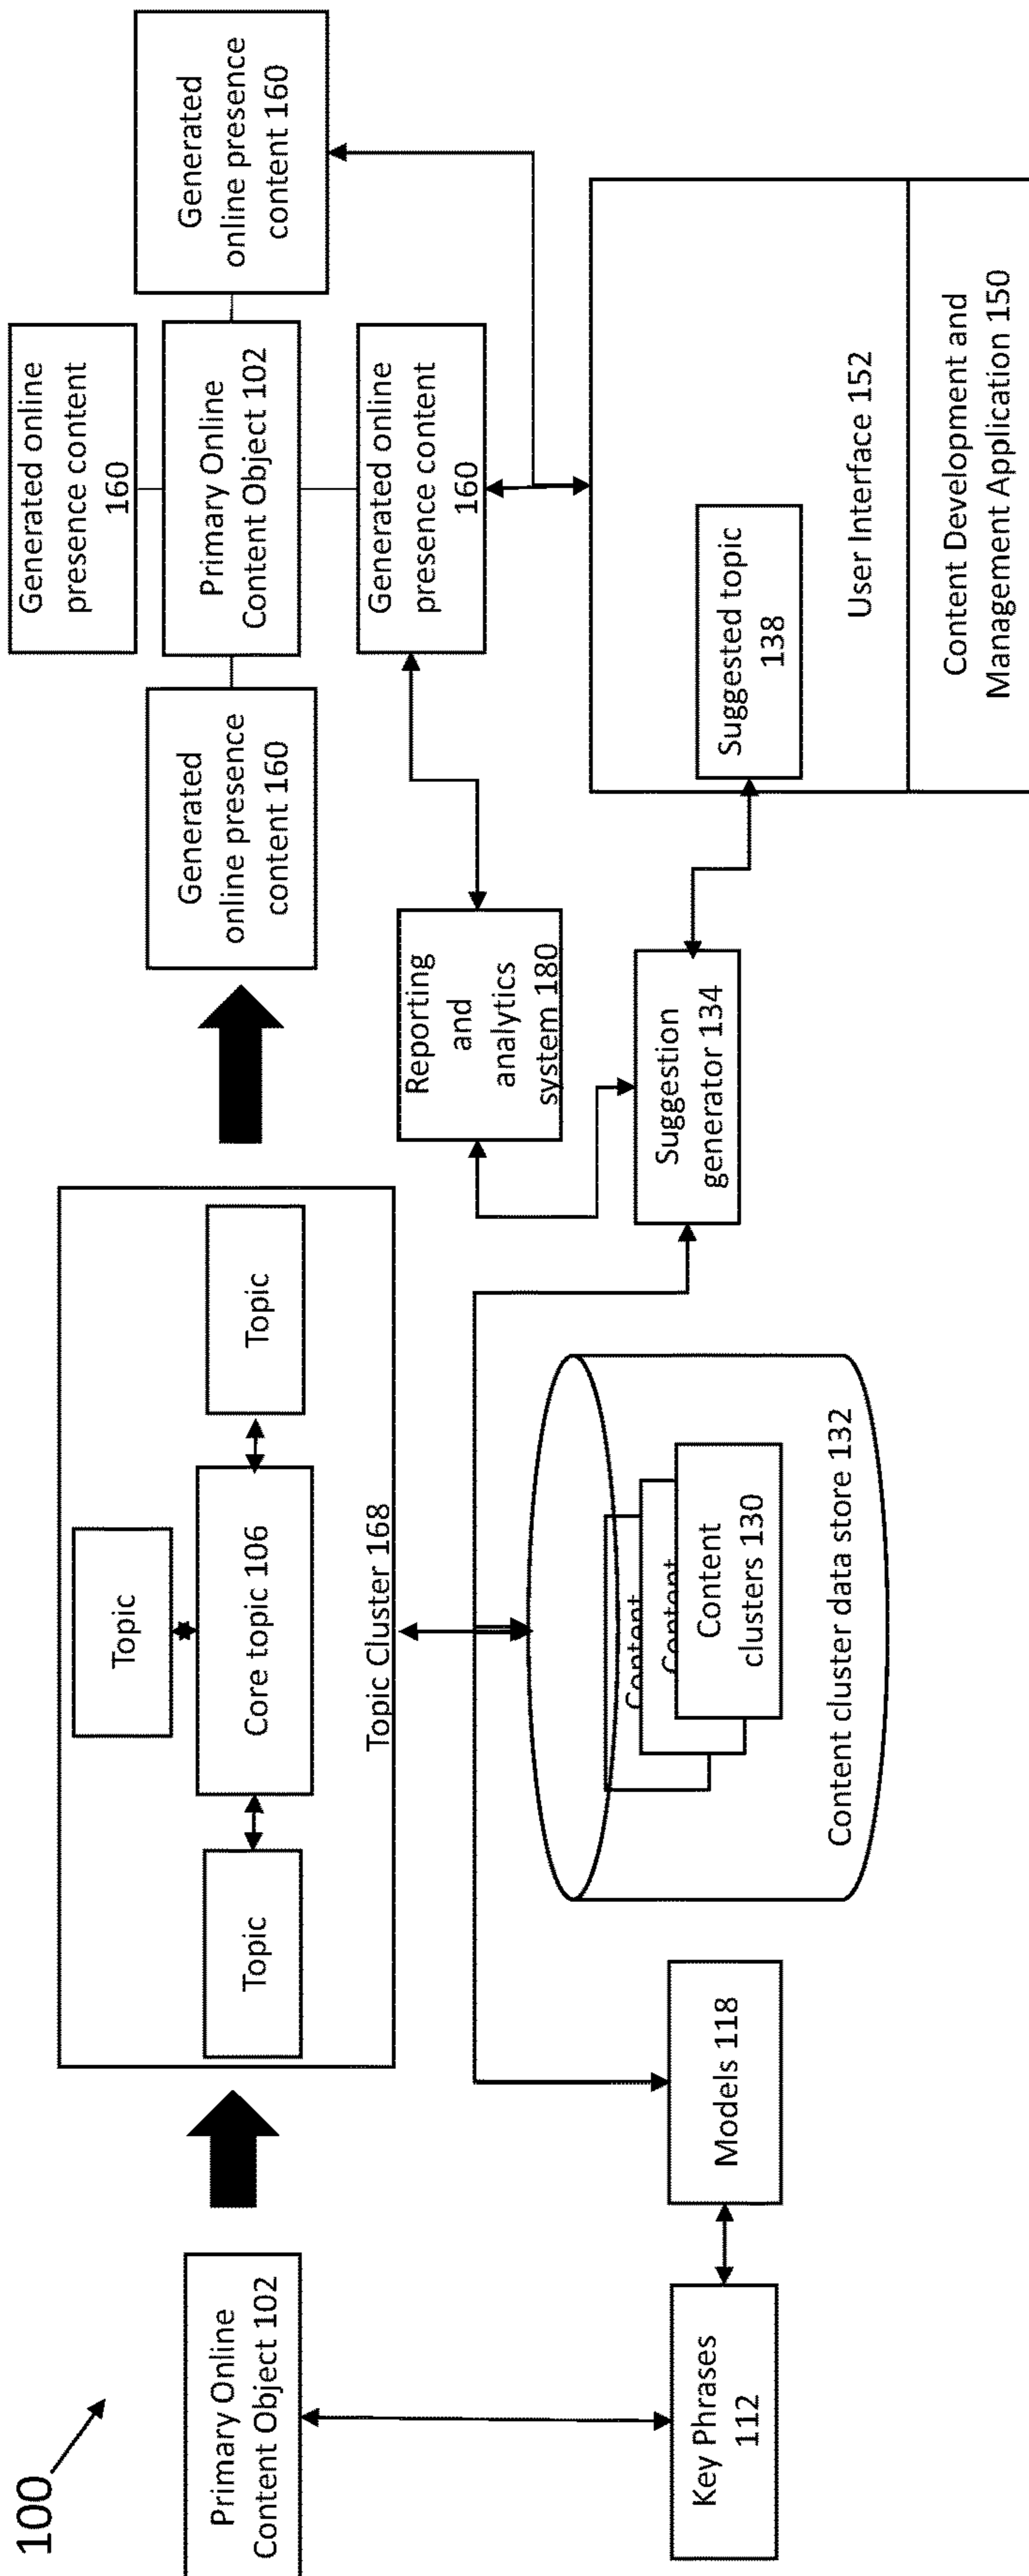 100
Primary Online
Content Object 102
Key Phrases
112
Models 118
Topic
Topic
Core topic 106
Topic
Topic Cluster 168
Content
Content
Content
clusters 130
Content cluster data store 132
Suggestion
generator 134
Reporting
and
analytics
system 180
Generated
online presence
content 160
Generated online
presence content
160
Primary Online
Content Object 102
Generated online
presence content
160
Generated
online presence
content 160
Suggested topic
138
User Interface 152
Content Development and
Management Application 150